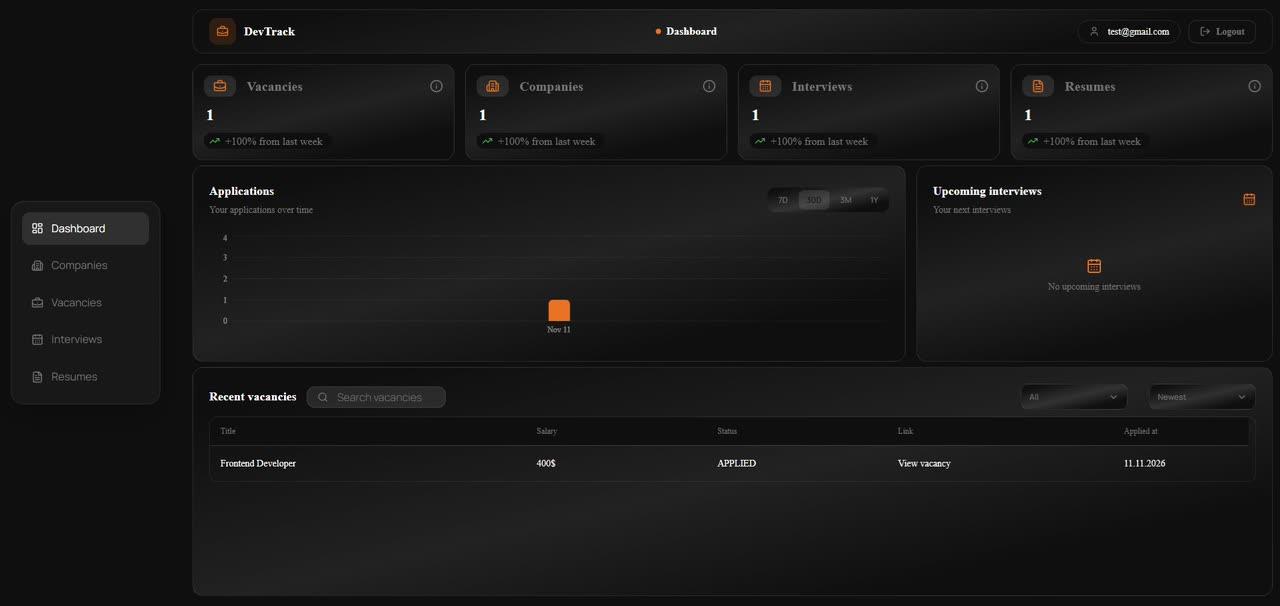 DevTrack
Dashboard
test@gmail.com
Logout
Vacancies
1
+100% from last week
Companies
1
+100% from last week
Interviews
1
+100% from last week
Resumes
1
+100% from last week
Dashboard
Companies
Vacancies
Interviews
Resumes
Applications
Your applications over time
7D 30D 3M 1Y
4
3
2
1
0
Nov 11
Upcoming interviews
Your next interviews
No upcoming interviews
Recent vacancies
Search vacancies
All
Newest
Title Salary Status Link Applied at
Frontend Developer 400$ APPLIED View vacancy 11.11.2026